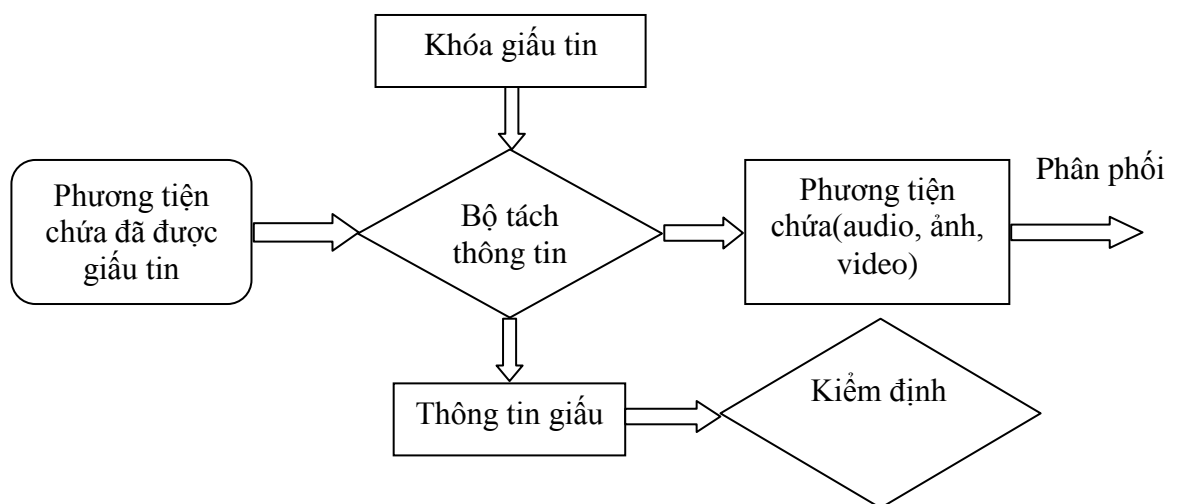 Khóa giấu tin
Phương tiện
chứa đã được
giấu tin
Bộ tách
thông tin
Phương tiện
chứa(audio, ảnh,
video)
Phân phối
Thông tin giấu
Kiểm định